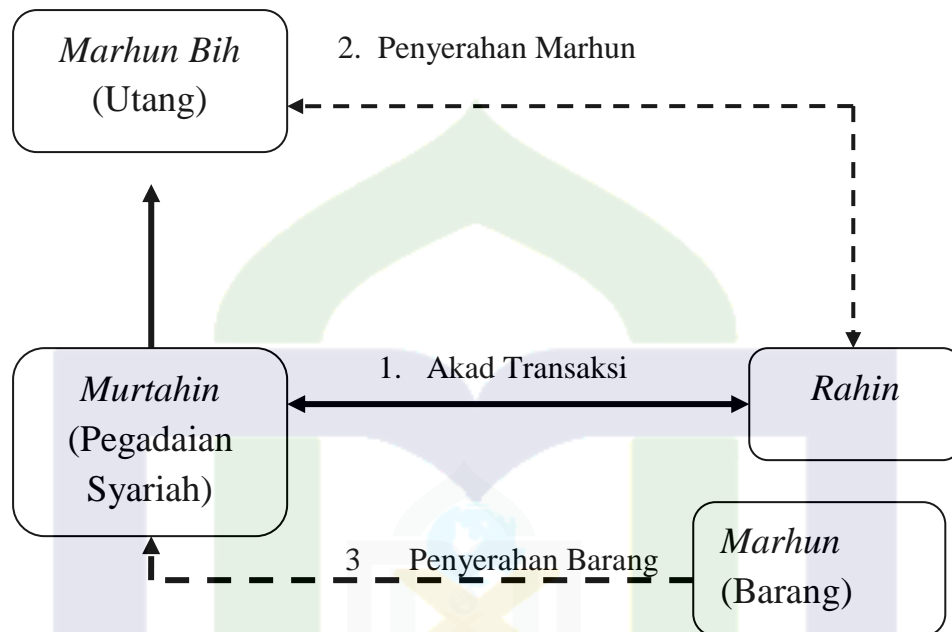 Marhun Bih
(Utang)
2. Penyerahan Marhun
1. Akad Transaksi
Murtahin
(Pegadaian
Syariah)
Rahin
3 Penyerahan Barang
Marhun
(Barang)